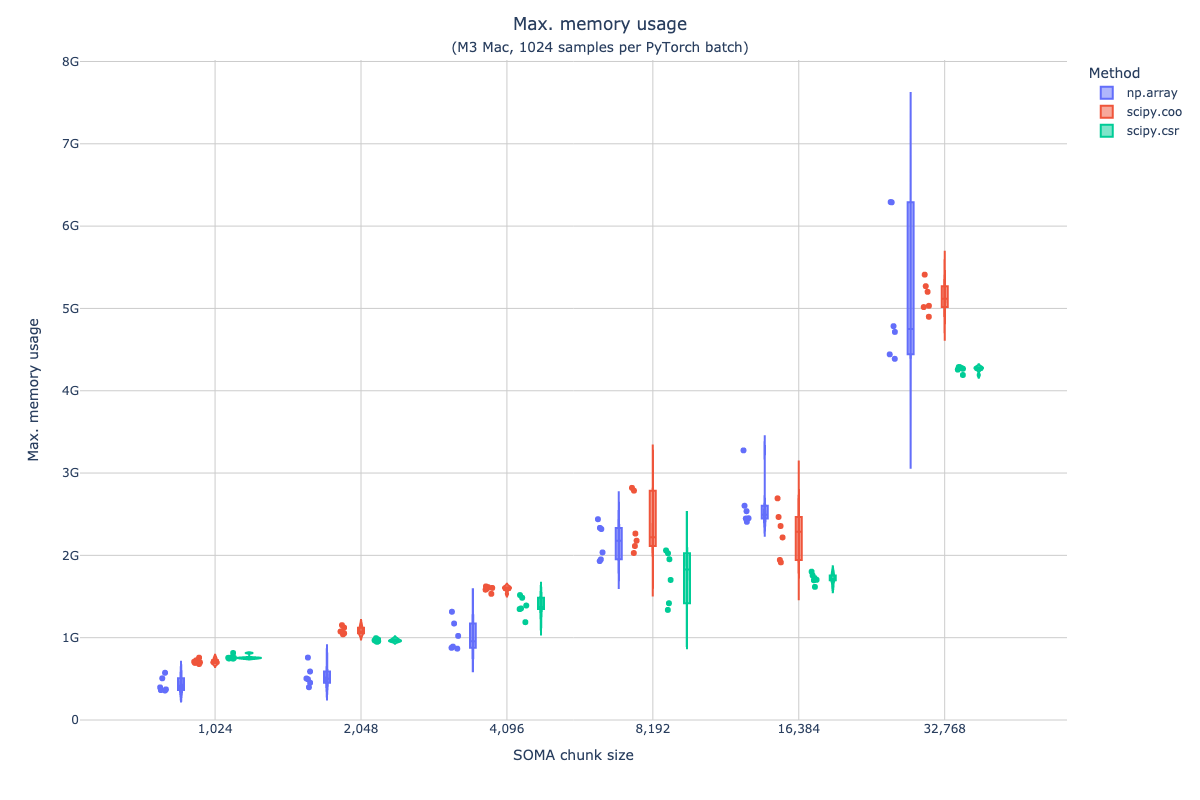 Max. memory usage
(M3 Mac, 1024 samples per PyTorch batch)
Method
np.array
scipy.coo
scipy.csr
Max. memory usage
8G
7G
6G
5G
4G
3G
2G
1G
0
1,024
2,048
4,096
8,192
16,384
32,768
SOMA chunk size